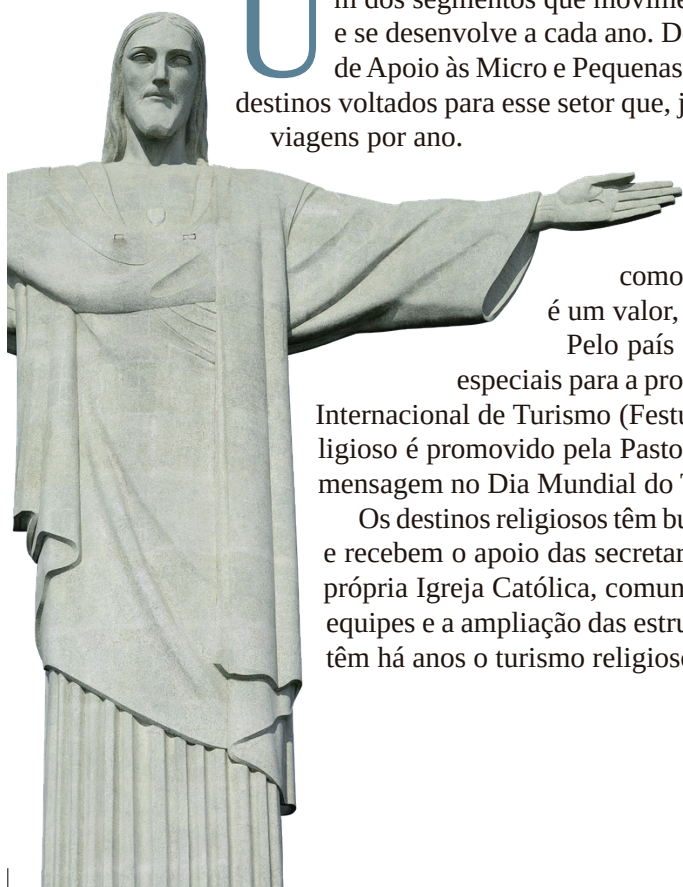 Um dos segmentos que movime
e se desenvolve a cada ano. De
de Apoio às Micro e Pequenas
destinos voltados para esse setor que, j
viagens por ano.
como
é um valor,
Pelo país
especiais para a pro
Internacional de Turismo (Festu
ligioso é promovido pela Pasto
mensagem no Dia Mundial do
Os destinos religiosos têm bu
e recebem o apoio das secretar
própria Igreja Católica, comun
equipes e a ampliação das estru
têm há anos o turismo religioso